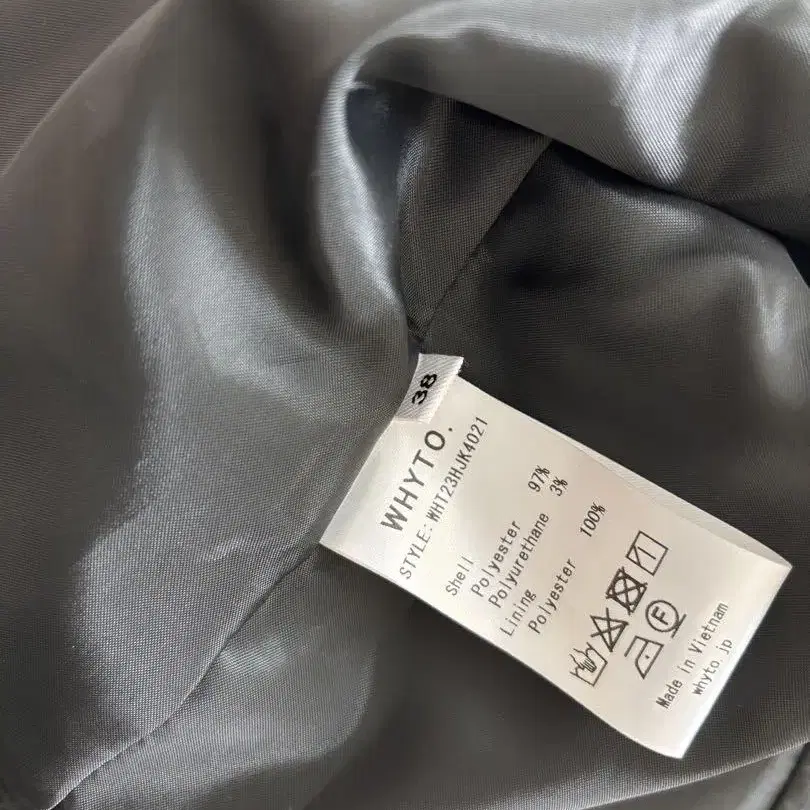 38
WHYTO.
STYLE: WHT23HJK4021
Shell
Polyester 97%
Polyurethane 3%
Lining
Polyester 100%
F
Made in Vietnam
whyto.jp